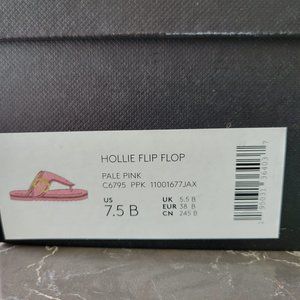 HOLLIE FLIP FLOP
PALE PINK
C6795 PPK 11001677JAX
US
7.5 B
UK 5.5 B
EUR 38 B
CN 245 B